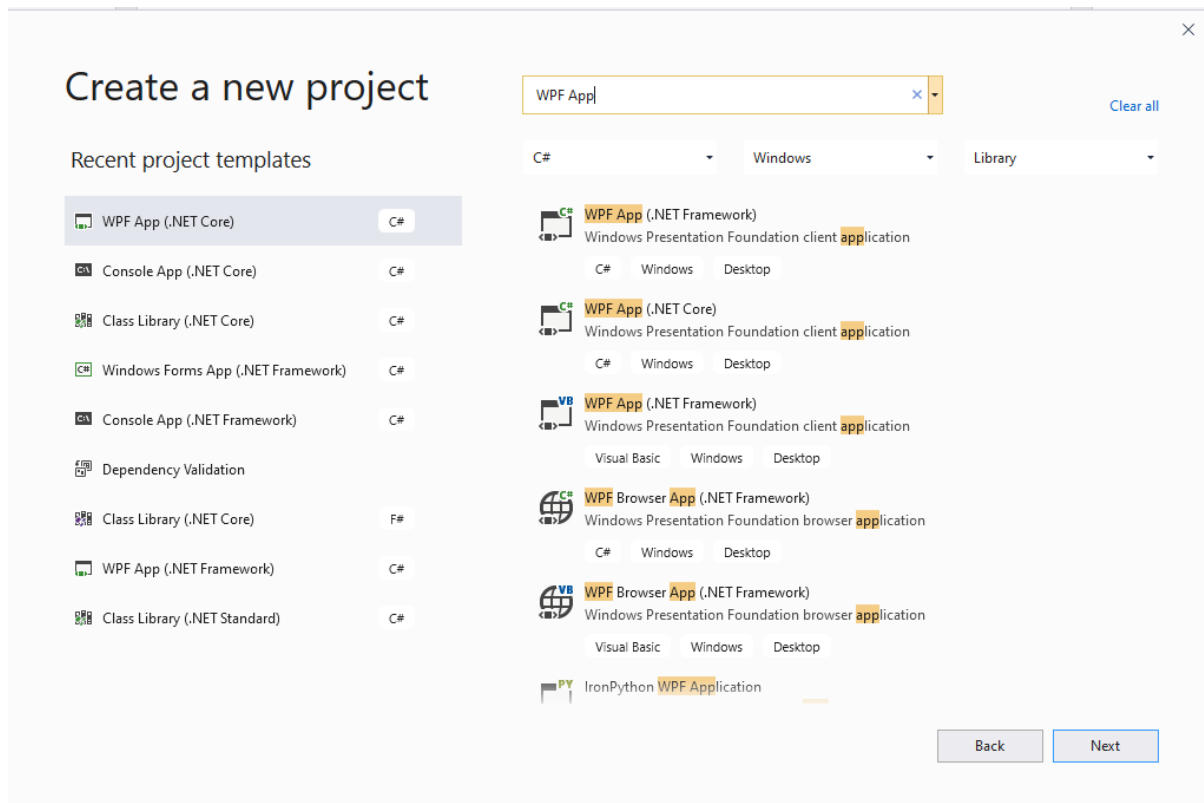 Create a new project
WPF App
Clear all
Recent project templates
C#
Windows
Library
WPF App (.NET Core)
C#
Console App (.NET Core)
C#
Class Library (.NET Core)
C#
Windows Forms App (.NET Framework)
C#
Console App (.NET Framework)
C#
Dependency Validation
Class Library (.NET Core)
F#
WPF App (.NET Framework)
C#
Class Library (.NET Standard)
C#
C#
WPF App (.NET Framework)
Windows Presentation Foundation client application
C# Windows Desktop
C#
WPF App (.NET Core)
Windows Presentation Foundation client application
C# Windows Desktop
VB
WPF App (.NET Framework)
Windows Presentation Foundation client application
Visual Basic Windows Desktop
C#
WPF Browser App (.NET Framework)
Windows Presentation Foundation browser application
C# Windows Desktop
VB
WPF Browser App (.NET Framework)
Windows Presentation Foundation browser application
Visual Basic Windows Desktop
PY
IronPython WPF Application
Back
Next